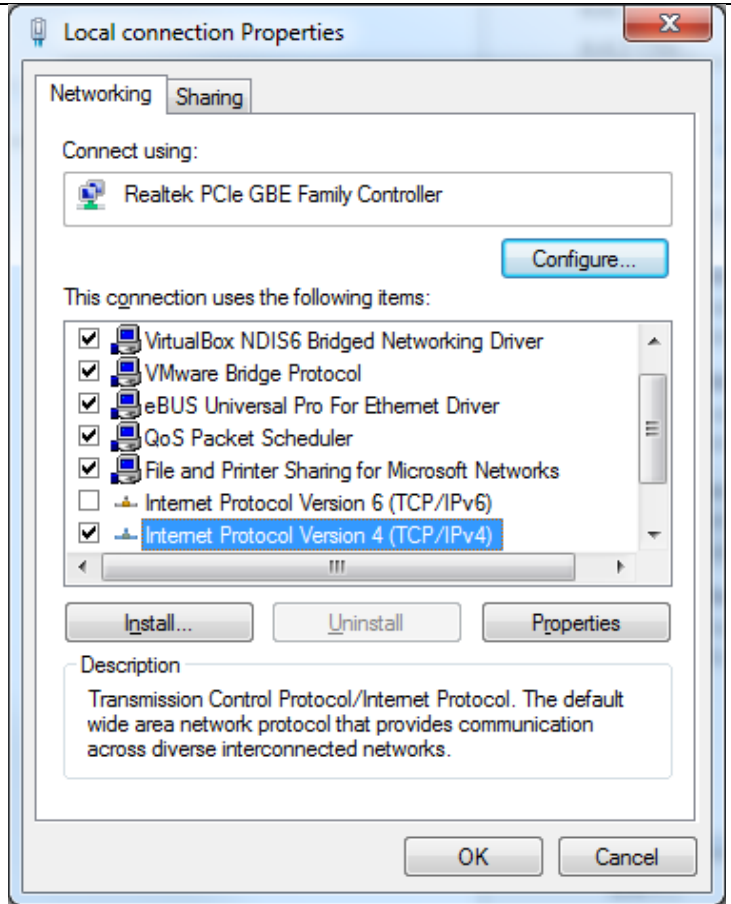 Local connection Properties
X
Networking
Sharing
Connect using:
Realtek PCIe GBE Family Controller
Configure...
This connection uses the following items:
VirtualBox NDIS6 Bridged Networking Driver
VMware Bridge Protocol
eBUS Universal Pro For Ethernet Driver
QoS Packet Scheduler
File and Printer Sharing for Microsoft Networks
Internet Protocol Version 6 (TCP/IPv6)
Internet Protocol Version 4 (TCP/IPv4)
Install...
Uninstall
Properties
Description
Transmission Control Protocol/Internet Protocol. The default
wide area network protocol that provides communication
across diverse interconnected networks.
OK
Cancel